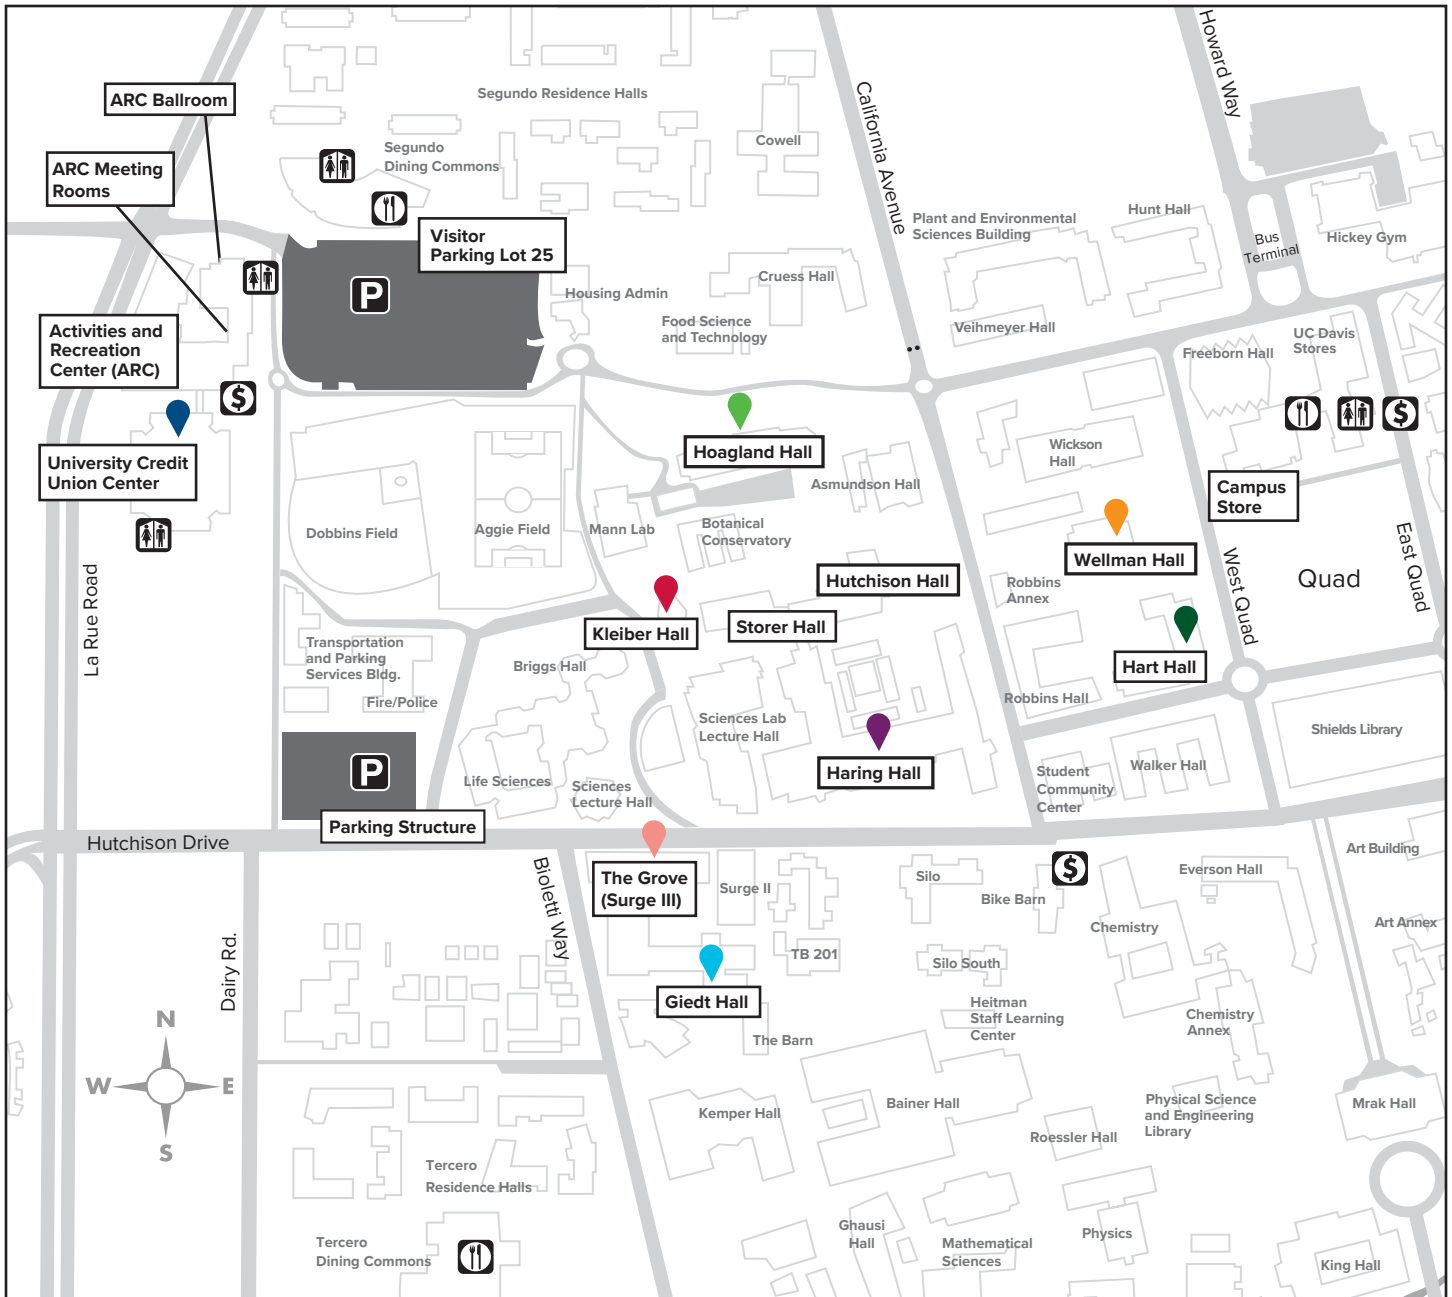 Howard Way
ARC Ballroom
Segundo Residence Halls
California Avenue
Cowell
Segundo
Dining Commons
ARC Meeting
Rooms
Visitor
Parking Lot 25
P
Plant and Environmental
Sciences Building
Hunt Hall
Bus
Terminal
Hickey Gym
Cruess Hall
Housing Admin
Food Science
and Technology
Veihmeyer Hall
Activities and
Recreation
Center (ARC)
$
Freeborn Hall
UC Davis
Stores
$
University Credit
Union Center
Hoagland Hall
Asmundson Hall
Wickson
Hall
Campus
Store
Dobbins Field
Aggie Field
Mann Lab
Botanical
Conservatory
Wellman Hall
West Quad
Quad
East Quad
La Rue Road
Hutchison Hall
Robbins
Annex
Kleiber Hall
Storer Hall
Hart Hall
Transportation
and Parking
Services Bldg.
Fire/Police
Briggs Hall
Robbins Hall
Sciences Lab
Lecture Hall
Shields Library
P
Life Sciences
Sciences
Lecture Hall
Haring Hall
Student
Community
Center
Walker Hall
Parking Structure
Hutchison Drive
Bioletti Way
The Grove
(Surge III)
Surge II
Silo
Bike Barn
$
Everson Hall
Art Building
Chemistry
Art Annex
Dairy Rd.
TB 201
Silo South
Giedt Hall
Heitman
Staff Learning
Center
Chemistry
Annex
The Barn
N
W
E
S
Kemper Hall
Bainer Hall
Roessler Hall
Physical Science
and Engineering
Library
Mrak Hall
Tercero
Residence Halls
Tercero
Dining Commons
Ghausi
Hall
Mathematical
Sciences
Physics
King Hall